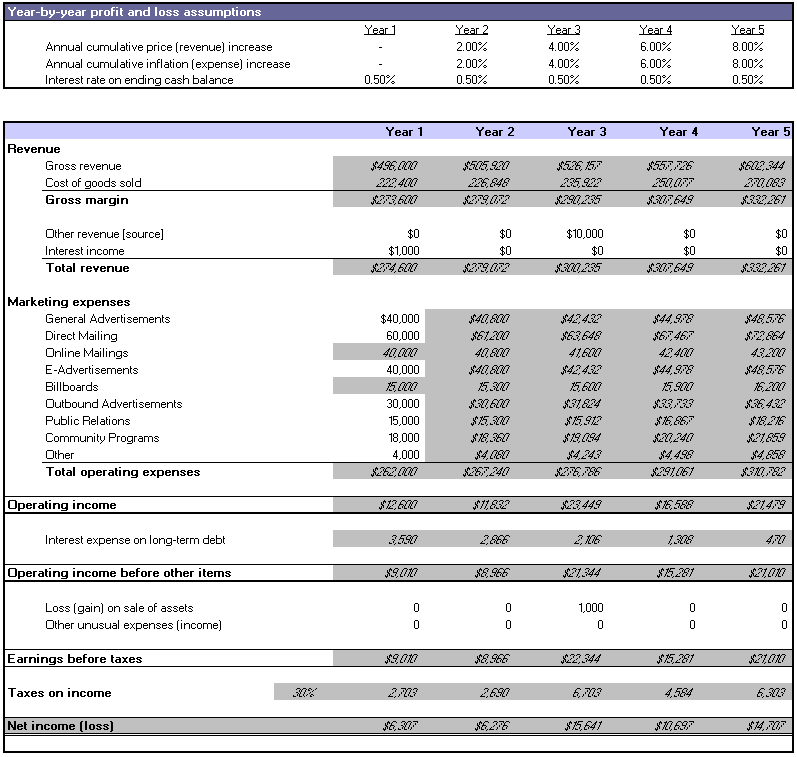 Year-by-year profit and loss assumptions
Year 1 Year 2 Year 3 Year 4 Year 5
Annual cumulative price (revenue) increase - 2.00% 4.00% 6.00% 8.00%
Annual cumulative inflation (expense) increase - 2.00% 4.00% 6.00% 8.00%
Interest rate on ending cash balance 0.50% 0.50% 0.50% 0.50% 0.50%
Year 1 Year 2 Year 3 Year 4 Year 5
Revenue
Gross revenue $496,000 $505,920 $526,157 $557,726 $602,344
Cost of goods sold 222,400 226,848 235,922 250,077 270,083
Gross margin $273,600 $279,072 $290,235 $307,649 $332,261
Other revenue [source] $0 $0 $10,000 $0 $0
Interest income $1,000 $0 $0 $0 $0
Total revenue $274,600 $279,072 $300,235 $307,649 $332,261
Marketing expenses
General Advertisements $40,000 $40,800 $42,432 $44,978 $48,576
Direct Mailing 60,000 $61,200 $63,648 $67,467 $72,864
Online Mailings 40,000 40,800 41,600 42,400 43,200
E-Advertisements 40,000 $40,800 $42,432 $44,978 $48,576
Billboards 15,000 15,300 15,600 15,900 16,200
Outbound Advertisements 30,000 $30,600 $31,824 $33,733 $36,432
Public Relations 15,000 $15,300 $15,912 $16,867 $18,216
Community Programs 18,000 $18,360 $19,094 $20,240 $21,859
Other 4,000 $4,080 $4,243 $4,498 $4,858
Total operating expenses $262,000 $267,240 $276,786 $291,061 $310,782
Operating income $12,600 $11,832 $23,449 $16,588 $21,479
Interest expense on long-term debt 3,590 2,866 2,106 1,308 470
Operating income before other items $9,010 $8,966 $21,344 $15,281 $21,010
Loss (gain) on sale of assets 0 0 1,000 0 0
Other unusual expenses (income) 0 0 0 0 0
Earnings before taxes $9,010 $8,966 $22,344 $15,281 $21,010
Taxes on income 30% 2,703 2,690 6,703 4,584 6,303
Net income (loss) $6,307 $6,276 $15,641 $10,697 $14,707